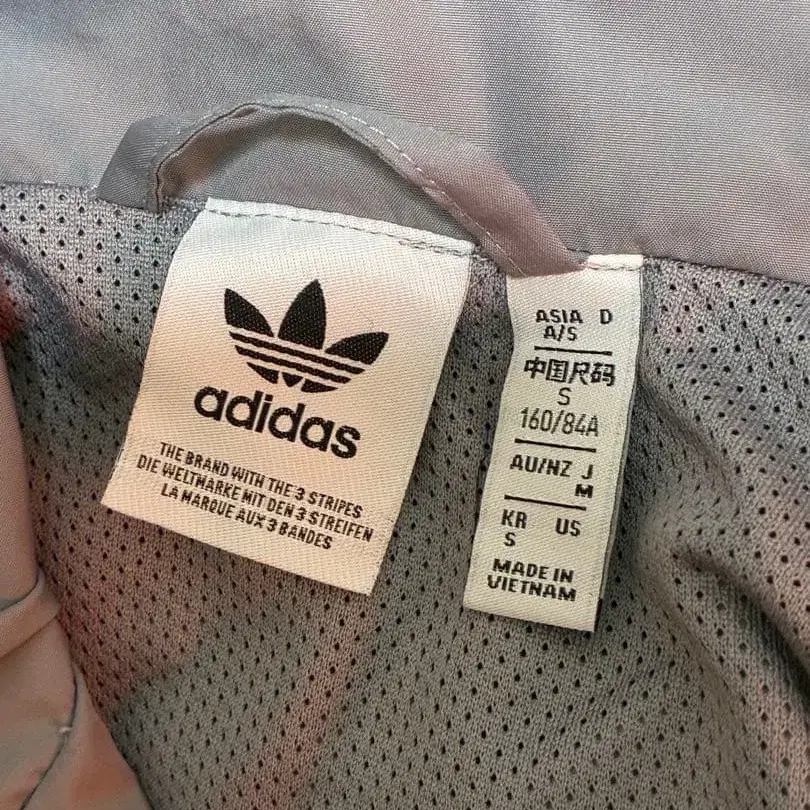 adidas
THE BRAND WITH THE 3 STRIPES
DIE WELTMARKE MIT DEN 3 STREIFEN
LA MARQUE AUX 3 BANDES
ASIA D
A/S
中国尺码
S
160/84A
AU/NZ J
M
KR US
S
MADE IN
VIETNAM